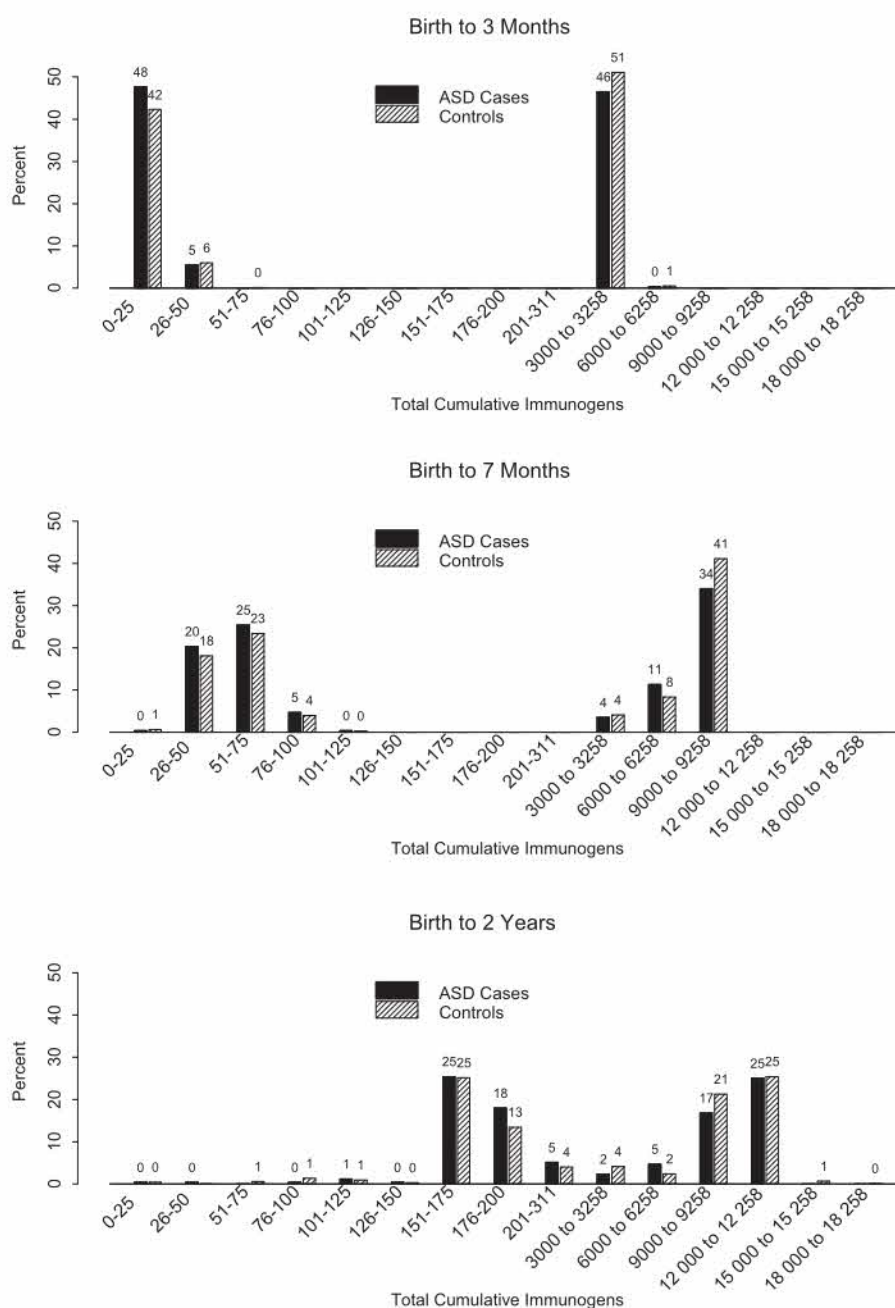 Birth to 3 Months
48
42
5
6
0
46
51
0
1
ASD Cases
Controls
Percent
50
40
30
20
10
0
0-25
26-50
51-75
76-100
101-125
126-150
151-175
176-200
201-311
3000 to 3258
6000 to 6258
9000 to 9258
12 000 to 12 258
15 000 to 15 258
18 000 to 18 258
Total Cumulative Immunogens
Birth to 7 Months
0
1
20
18
25
23
5
4
0
0
4
4
11
8
34
41
ASD Cases
Controls
Percent
50
40
30
20
10
0
0-25
26-50
51-75
76-100
101-125
126-150
151-175
176-200
201-311
3000 to 3258
6000 to 6258
9000 to 9258
12 000 to 12 258
15 000 to 15 258
18 000 to 18 258
Total Cumulative Immunogens
Birth to 2 Years
0
0
0
1
0
1
1
1
0
0
25
25
18
13
5
4
2
4
5
2
17
21
25
25
1
0
ASD Cases
Controls
Percent
50
40
30
20
10
0
0-25
26-50
51-75
76-100
101-125
126-150
151-175
176-200
201-311
3000 to 3258
6000 to 6258
9000 to 9258
12 000 to 12 258
15 000 to 15 258
18 000 to 18 258
Total Cumulative Immunogens